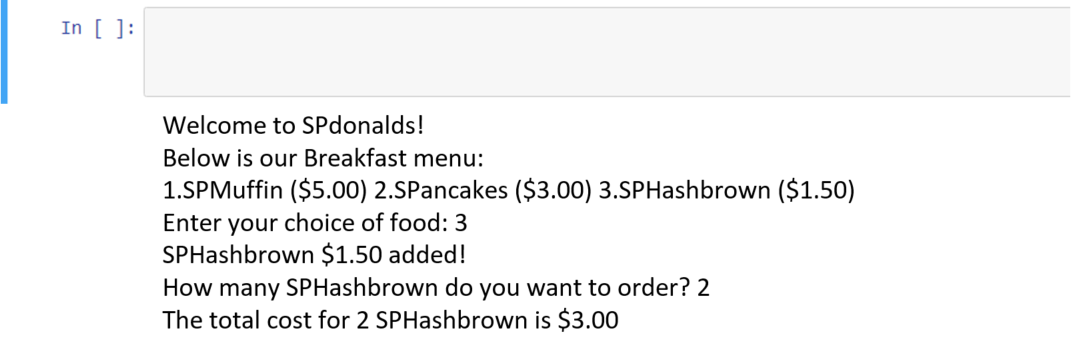 In [ ]:
Welcome to SPdonalds!
Below is our Breakfast menu:
1.SPMuffin ($5.00) 2.SPancakes ($3.00) 3.SPHashbrown ($1.50)
Enter your choice of food: 3
SPHashbrown $1.50 added!
How many SPHashbrown do you want to order? 2
The total cost for 2 SPHashbrown is $3.00